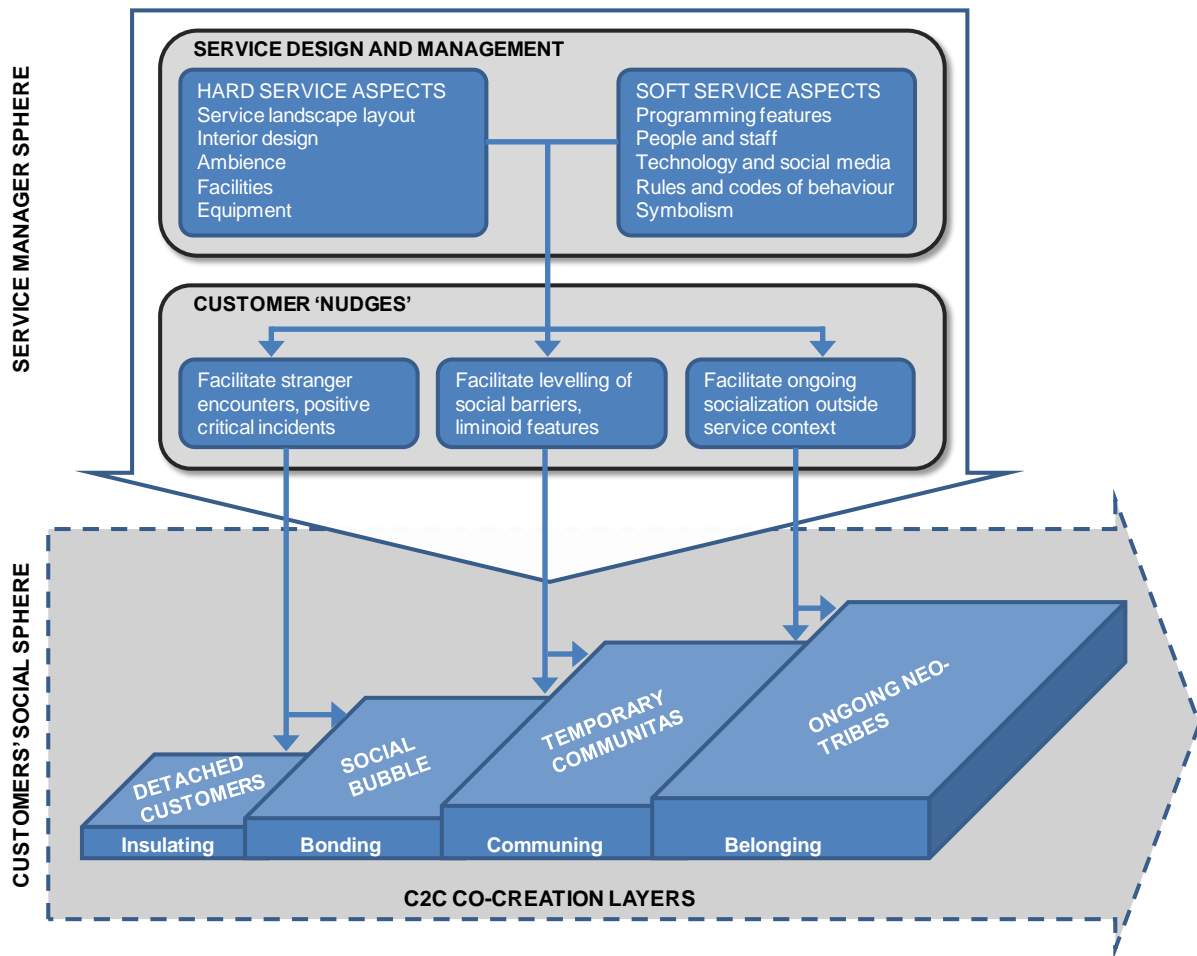 SERVICE MANAGER SPHERE
SERVICE DESIGN AND MANAGEMENT
HARD SERVICE ASPECTS
Service landscape layout
Interior design
Ambience
Facilities
Equipment
SOFT SERVICE ASPECTS
Programming features
People and staff
Technology and social media
Rules and codes of behaviour
Symbolism
CUSTOMER ‘NUDGES’
Facilitate stranger
encounters, positive
critical incidents
Facilitate levelling of
social barriers,
liminoid features
Facilitate ongoing
socialization outside
service context
CUSTOMERS’ SOCIAL SPHERE
DETACHED
CUSTOMERS
SOCIAL
BUBBLE
TEMPORARY
COMMUNITAS
ONGOING NEO-
TRIBES
Insulating
Bonding
Communing
Belonging
C2C CO-CREATION LAYERS